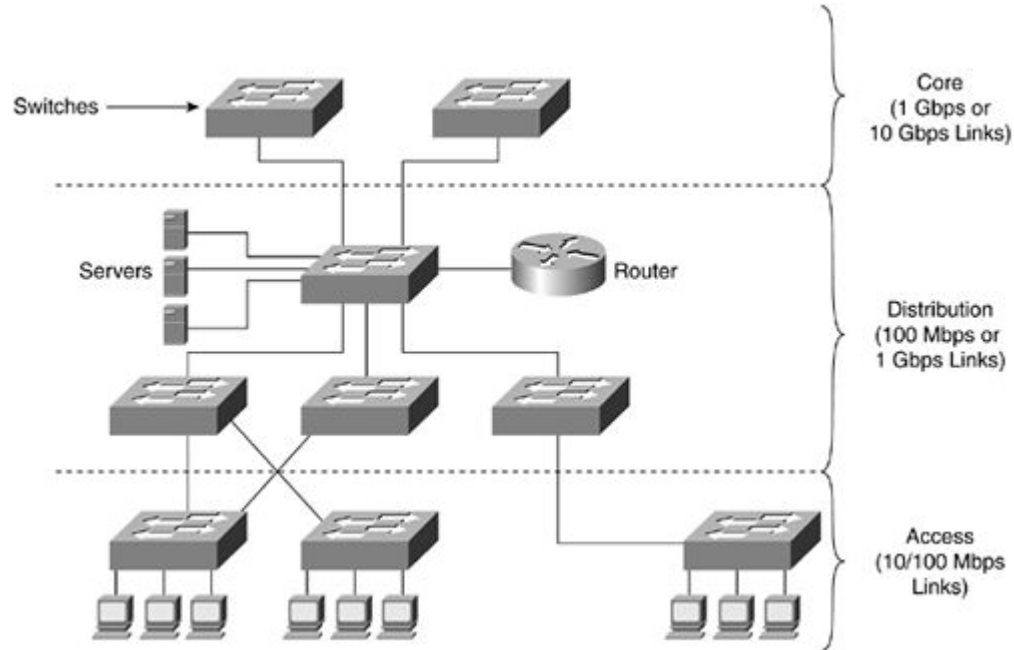 Switches
Core
(1 Gbps or
10 Gbps Links)
Servers
Router
Distribution
(100 Mbps or
1 Gbps Links)
Access
(10/100 Mbps
Links)